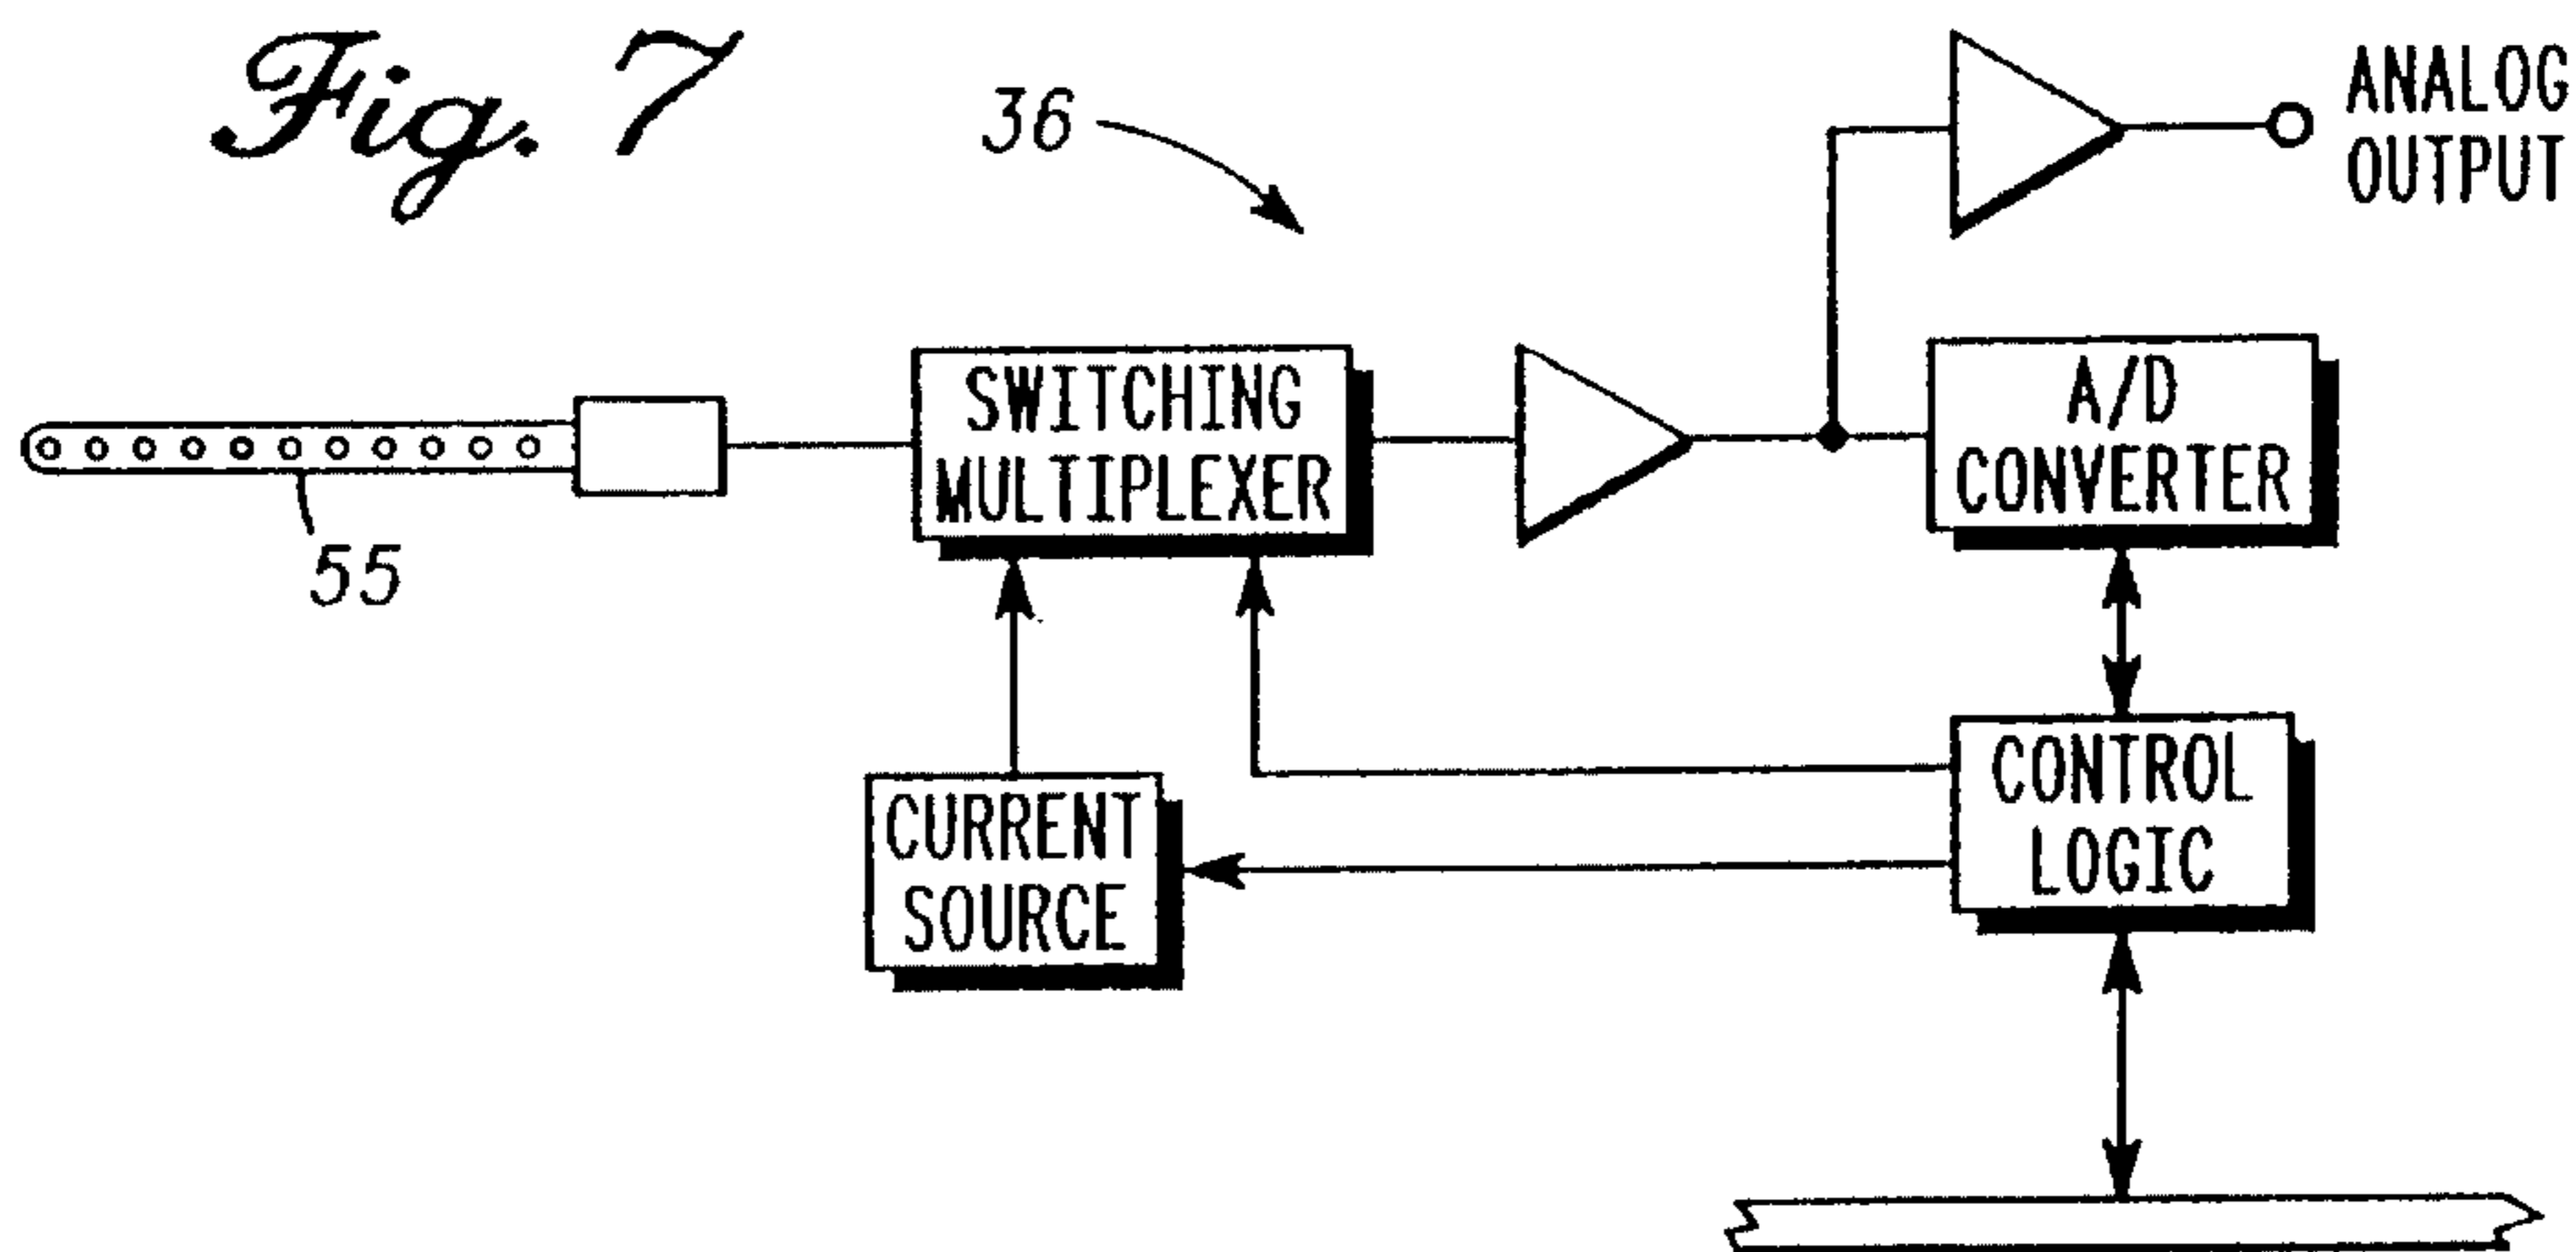 Fig. 7
36
ANALOG
OUTPUT
SWITCHING
MULTIPLEXER
A/D
CONVERTER
55
CURRENT
SOURCE
CONTROL
LOGIC